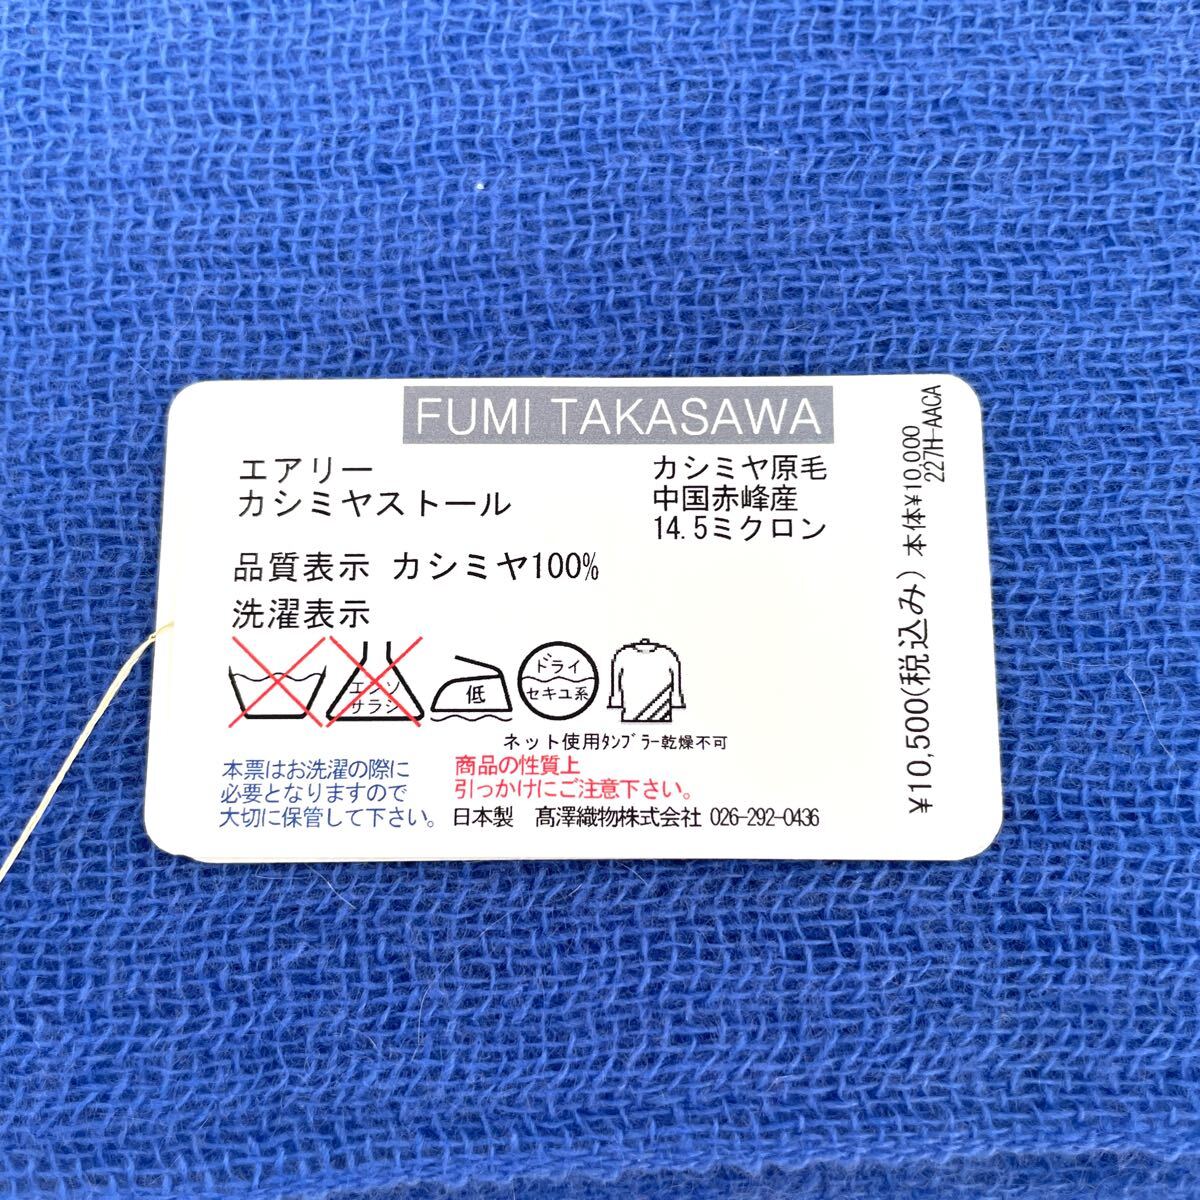 FUMI TAKASAWA
エアリー
カシミヤストール
カシミヤ原毛
中国赤峰産
14.5ミクロン
品質表示 カシミヤ100%
洗濯表示
エンソ
サラシ
低
ドライ
セキユ系
ネット使用ﾀﾝﾌﾞﾗｰ乾燥不可
本票はお洗濯の際に
必要となりますので
大切に保管して下さい。
商品の性質上
引っかけにご注意下さい。
日本製 髙澤織物株式会社 026-292-0436
¥10,500(税込み) 本体¥10,000
227H-AACA